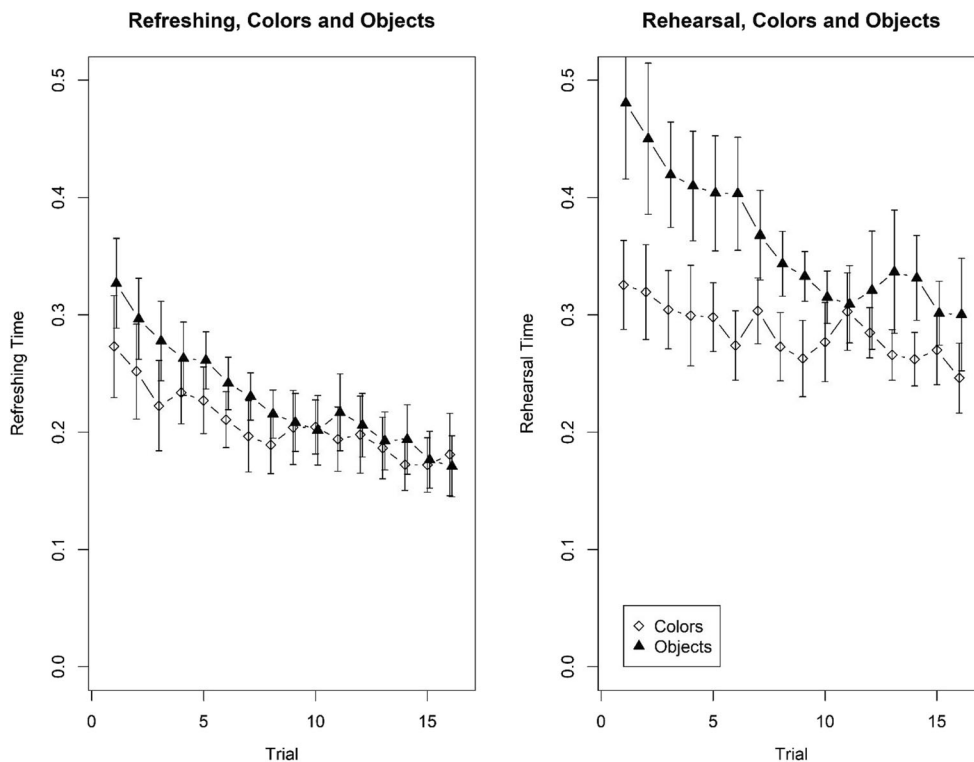 Refreshing, Colors and Objects
Refreshing Time
0.5
0.4
0.3
0.2
0.1
0.0
0 5 10 15
Trial
Rehearsal, Colors and Objects
Rehearsal Time
0.5
0.4
0.3
0.2
0.1
0.0
Colors
Objects
0 5 10 15
Trial